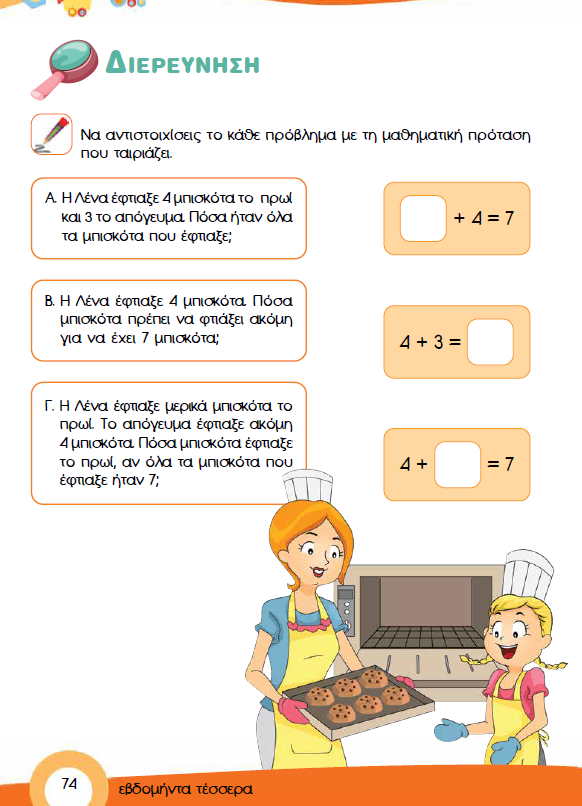 ΔΙΕΡΕΥΝΗΣΗ
Να αντιστοιχίσεις το κάθε πρόβλημα με τη μαθηματική πρόταση
που ταιριάζει.
Α. Η Λένα έφτιαξε 4 μπισκότα το πρωί
και 3 το απόγευμα. Πόσα ήταν όλα
τα μπισκότα που έφτιαξε;
+ 4 = 7
Β. Η Λένα έφτιαξε 4 μπισκότα. Πόσα
μπισκότα πρέπει να φτιάξει ακόμη
για να έχει 7 μπισκότα;
4 + 3 =
Γ. Η Λένα έφτιαξε μερικά μπισκότα το
πρωί. Το απόγευμα έφτιαξε ακόμη
4 μπισκότα. Πόσα μπισκότα έφτιαξε
το πρωί, αν όλα τα μπισκότα που
έφτιαξε ήταν 7;
4 + = 7
74 εβδομήντα τέσσερα